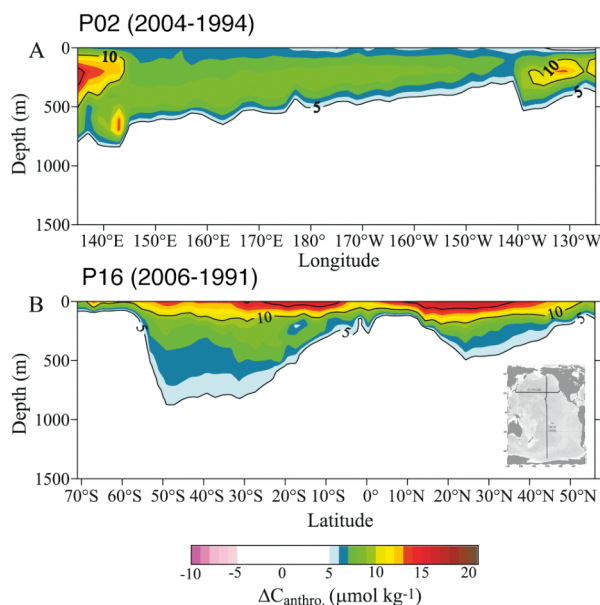 P02 (2004-1994)
A
10
10
5
5
0
500
1000
1500
Depth (m)
140°E 150°E 160°E 170°E 180°W 170°W 160°W 150°W 140°W 130°W
Longitude
P16 (2006-1991)
B
5
10
5
10
5
0
500
1000
1500
Depth (m)
70°S 60°S 50°S 40°S 30°S 20°S 10°S 0° 10°N 20°N 30°N 40°N 50°N
Latitude
-10 -5 0 5 10 15 20
ΔCanthro. (μmol kg-1)